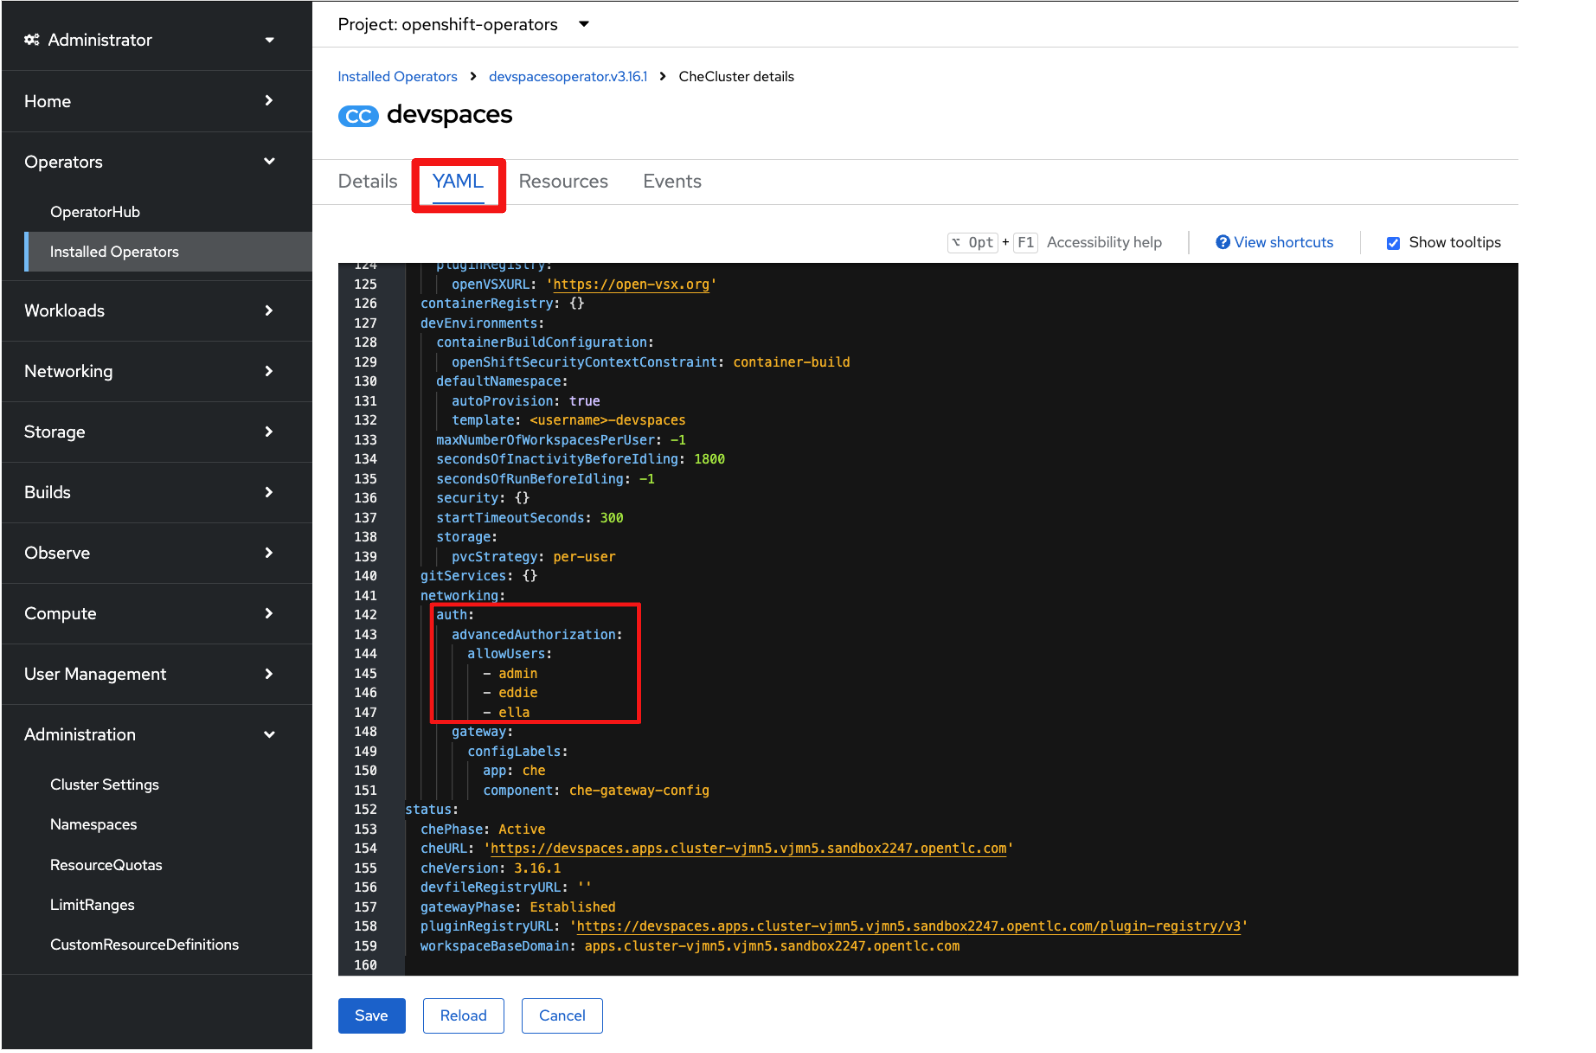 Administrator
Home
Operators
OperatorHub
Installed Operators
Workloads
Networking
Storage
Builds
Observe
Compute
User Management
Administration
Cluster Settings
Namespaces
ResourceQuotas
LimitRanges
CustomResourceDefinitions
Project: openshift-operators
Installed Operators > devspacesoperator.v3.16.1 > CheCluster details
CC devspaces
Details YAML Resources Events
⌥ Opt + F1 Accessibility help View shortcuts Show tooltips
124 pluginRegistry:
125 openVSXURL: 'https://open-vsx.org'
126 containerRegistry: {}
127 devEnvironments:
128 containerBuildConfiguration:
129 openShiftSecurityContextConstraint: container-build
130 defaultNamespace:
131 autoProvision: true
132 template: <username>-devspaces
133 maxNumberOfWorkspacesPerUser: -1
134 secondsOfInactivityBeforeIdling: 1800
135 secondsOfRunBeforeIdling: -1
136 security: {}
137 startTimeoutSeconds: 300
138 storage:
139 pvcStrategy: per-user
140 gitServices: {}
141 networking:
142 auth:
143 advancedAuthorization:
144 allowUsers:
145 - admin
146 - eddie
147 - ella
148 gateway:
149 configLabels:
150 app: che
151 component: che-gateway-config
152 status:
153 chePhase: Active
154 cheURL: 'https://devspaces.apps.cluster-vjmn5.vjmn5.sandbox2247.opentlc.com'
155 cheVersion: 3.16.1
156 devfileRegistryURL: ''
157 gatewayPhase: Established
158 pluginRegistryURL: 'https://devspaces.apps.cluster-vjmn5.vjmn5.sandbox2247.opentlc.com/plugin-registry/v3'
159 workspaceBaseDomain: apps.cluster-vjmn5.vjmn5.sandbox2247.opentlc.com
160
Save Reload Cancel